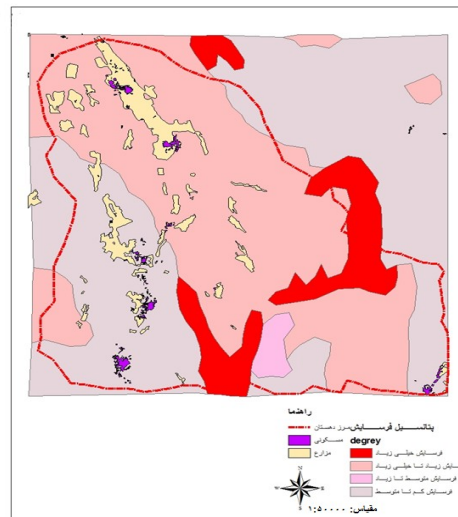 راهنما
پتانسیل فرسایش
مرز دهستان
مسکونی
مزارع
degrey
فرسایش خیلی زیاد
فرسایش زیاد تا خیلی زیاد
فرسایش متوسط تا زیاد
فرسایش کم تا متوسط
مقیاس: ۱:۵۰۰۰۰